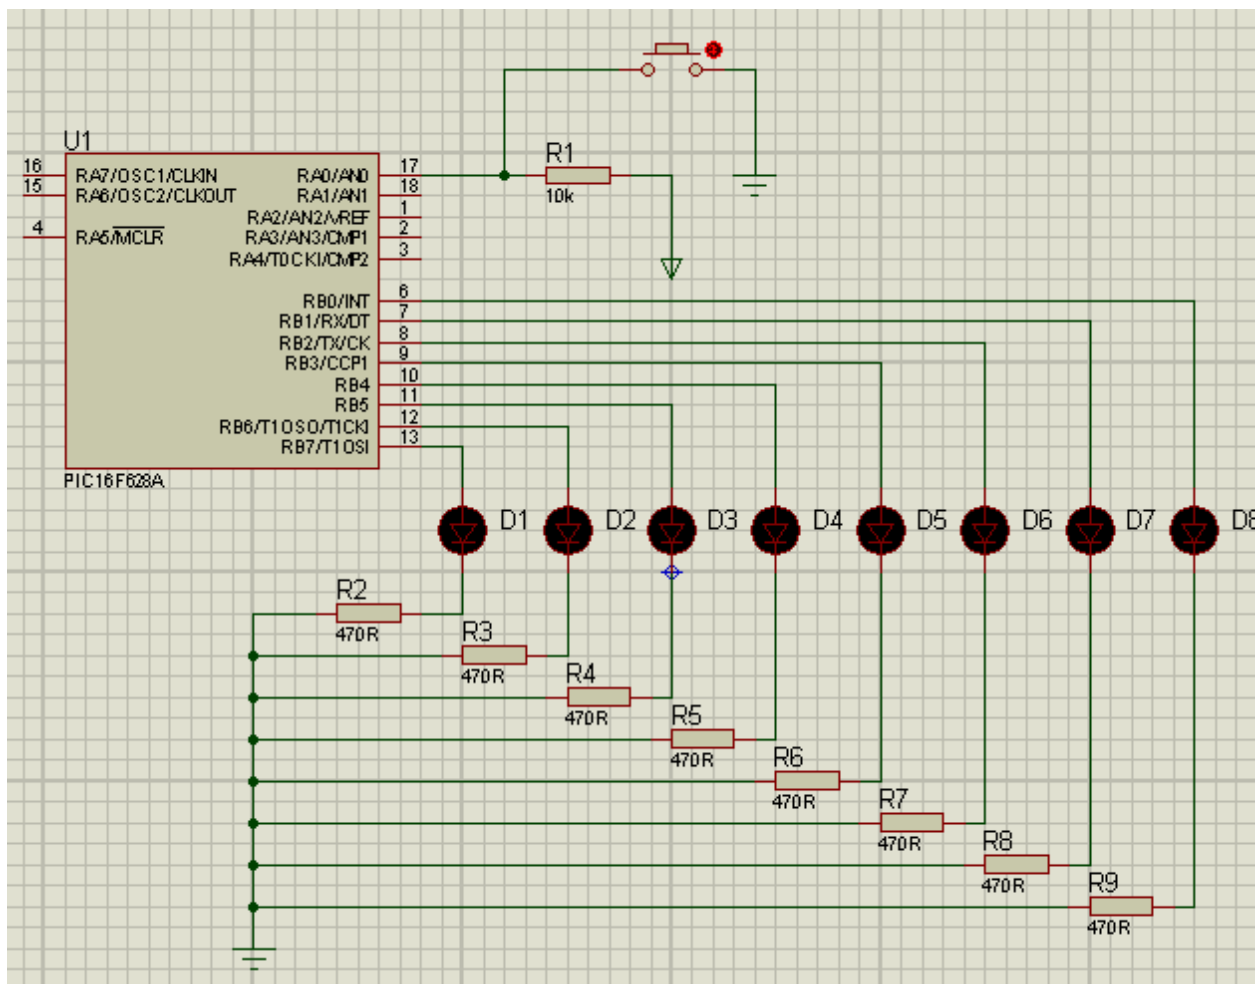 U1
16 RA7/OSC1/CLKIN RA0/AN0 17
15 RA6/OSC2/CLKOUT RA1/AN1 18
RA2/AN2/VREF 1
4 RA5/MCLR RA3/AN3/CMP1 2
RA4/T0CKI/CMP2 3
RB0/INT 6
RB1/RX/DT 7
RB2/TX/CK 8
RB3/CCP1 9
RB4 10
RB5 11
RB6/T1OSO/T1CKI 12
RB7/T1OSI 13
PIC16F628A
R1
10k
D1 D2 D3 D4 D5 D6 D7 D8
R2
470R
R3
470R
R4
470R
R5
470R
R6
470R
R7
470R
R8
470R
R9
470R